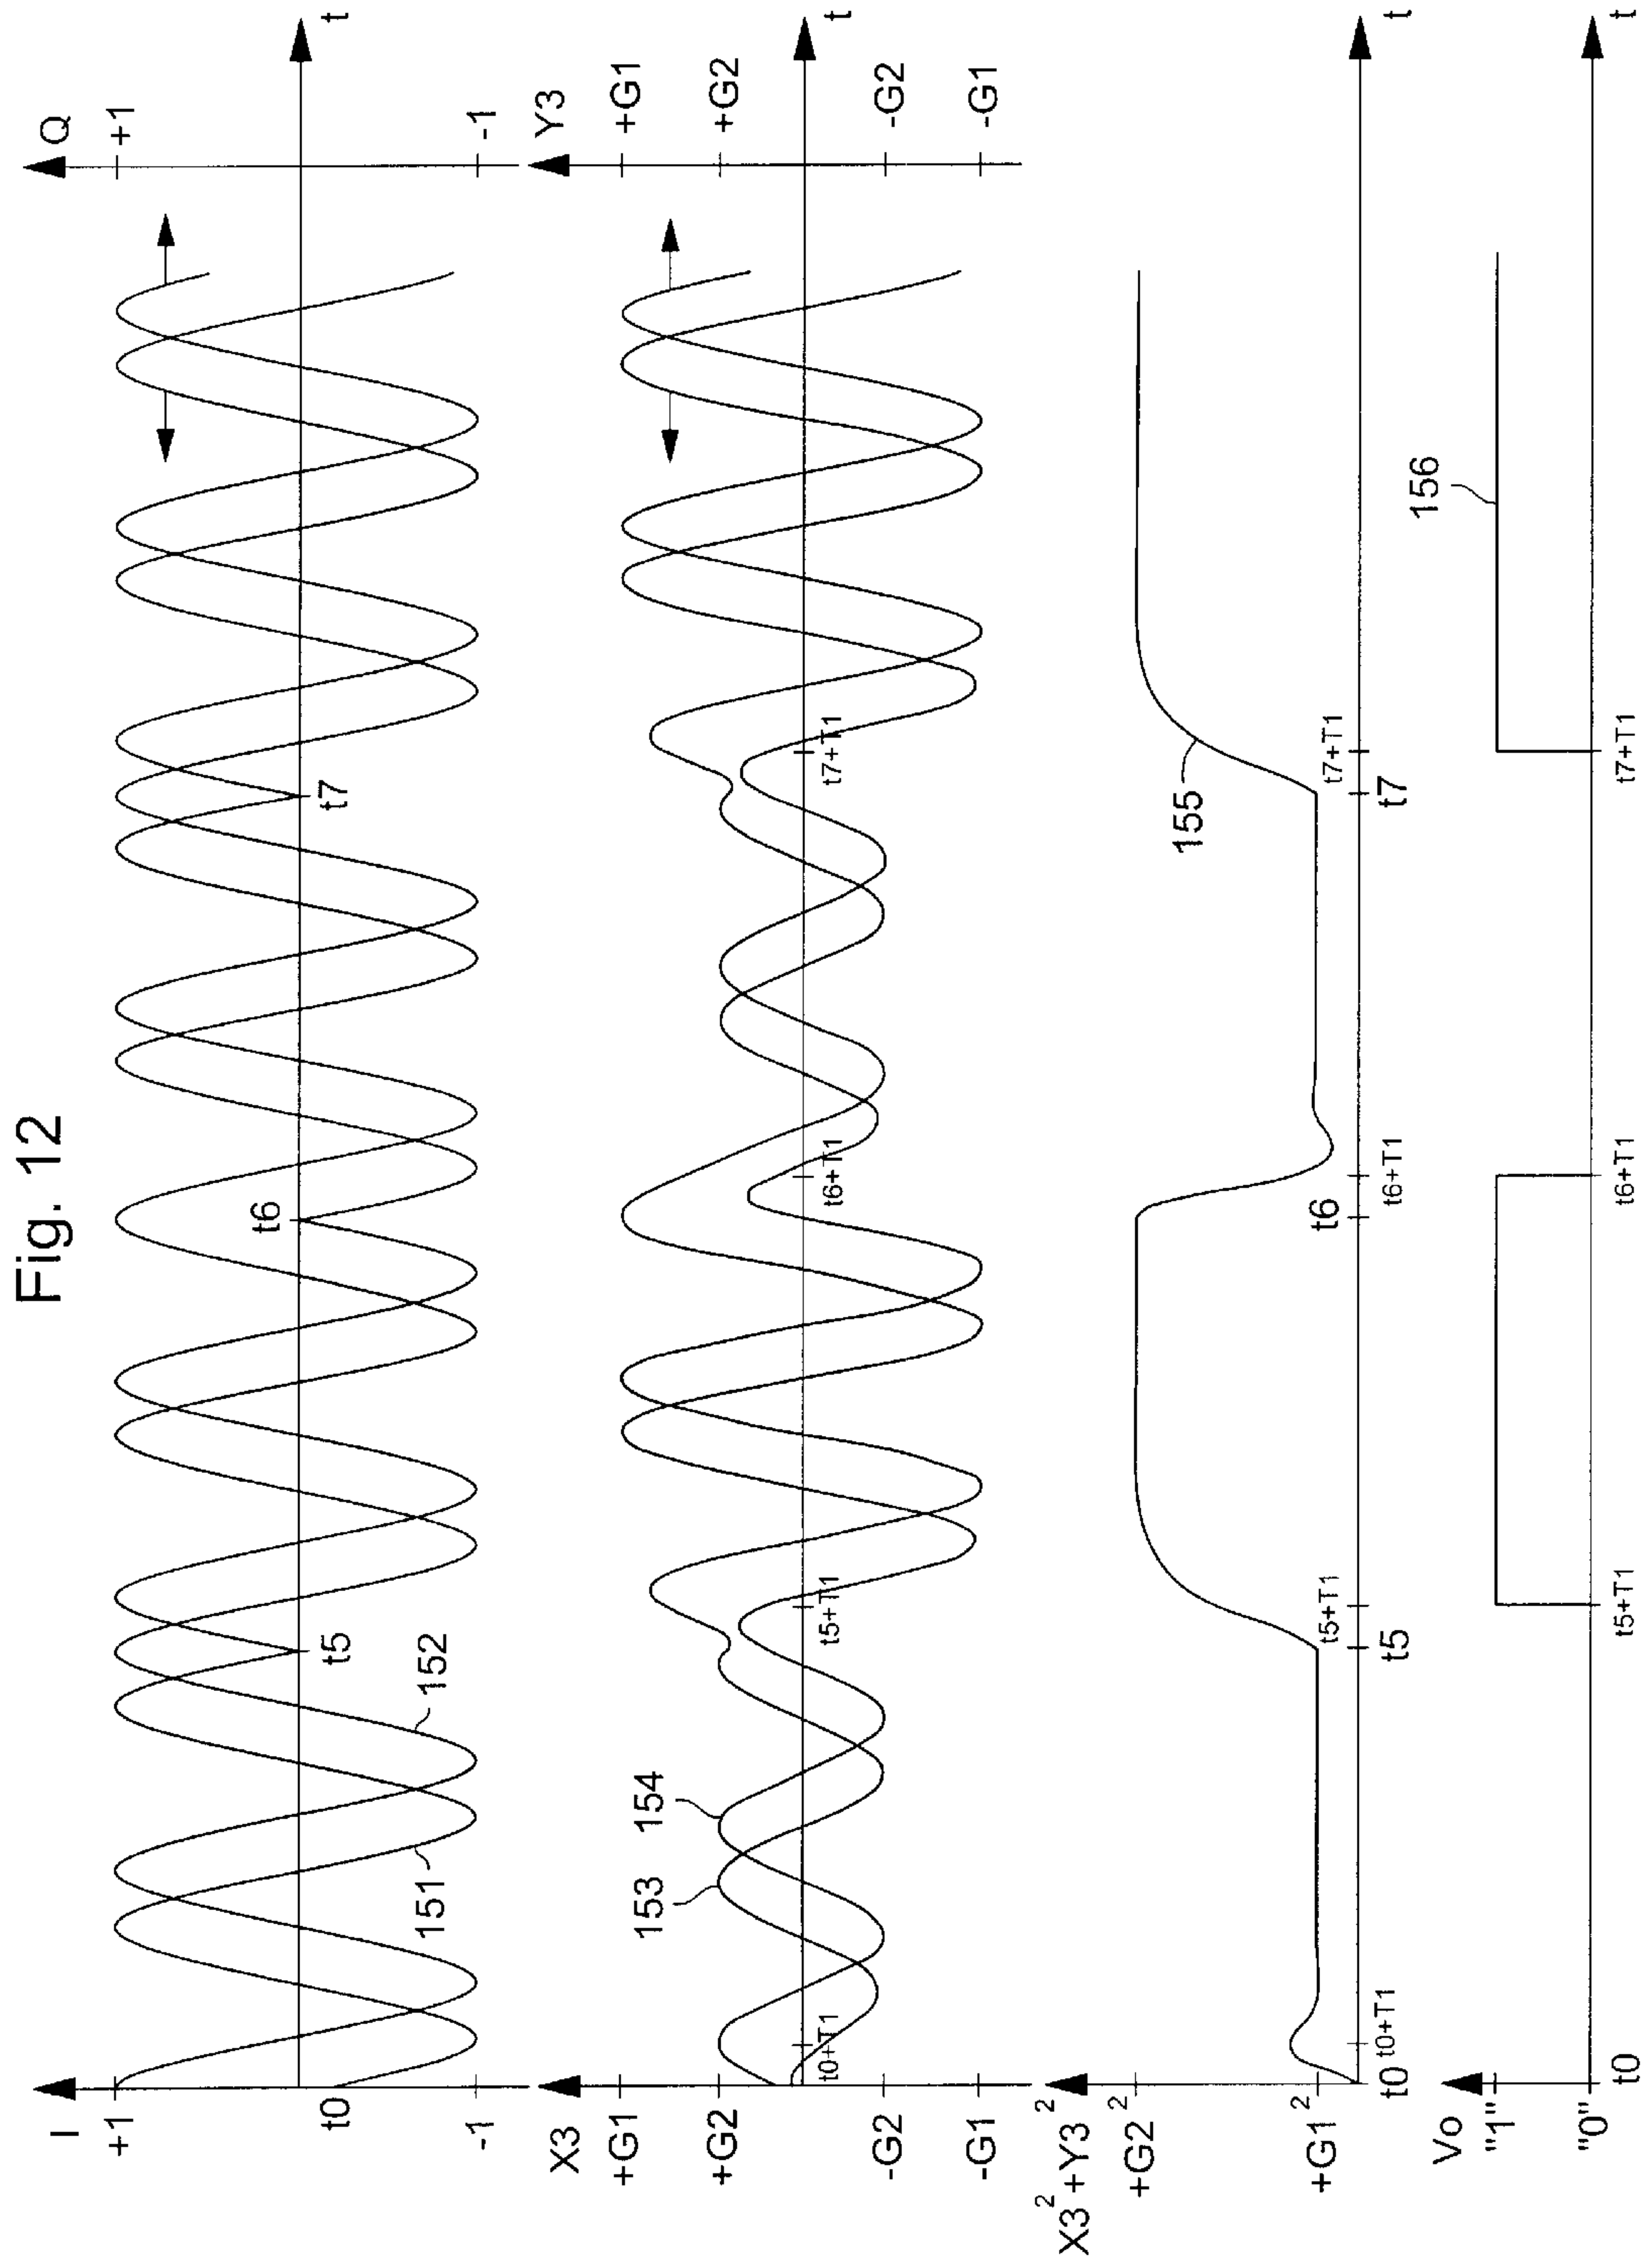 Fig. 12
I
Q
+1
+1
t0
t5
t6
t7
t
-1
-1
151
152
X3
Y3
+G1
+G1
+G2
+G2
153
154
t0+T1
t5+T1
t6+T1
t7+T1
t
-G2
-G2
-G1
-G1
X3²+Y3²
+G2²
155
+G1²
t0+T1
t5+T1
t6+T1
t7+T1
t0
t5
t6
t7
t
Vo
"1"
156
"0"
t0
t5+T1
t6+T1
t7+T1
t